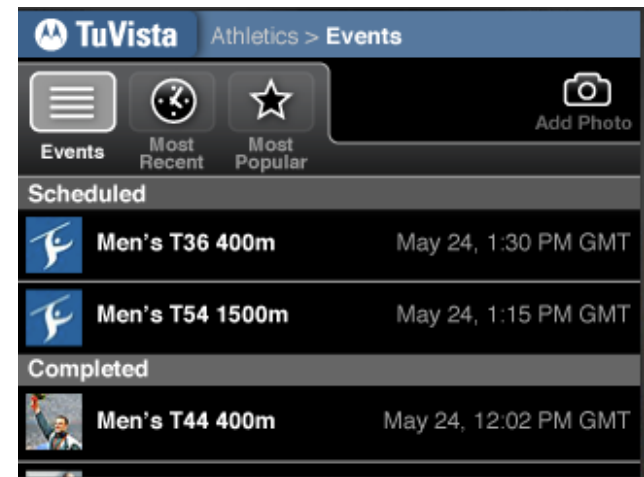 TuVista Athletics > Events
Add Photo
Events
Most Recent
Most Popular
Scheduled
Men's T36 400m May 24, 1:30 PM GMT
Men's T54 1500m May 24, 1:15 PM GMT
Completed
Men's T44 400m May 24, 12:02 PM GMT